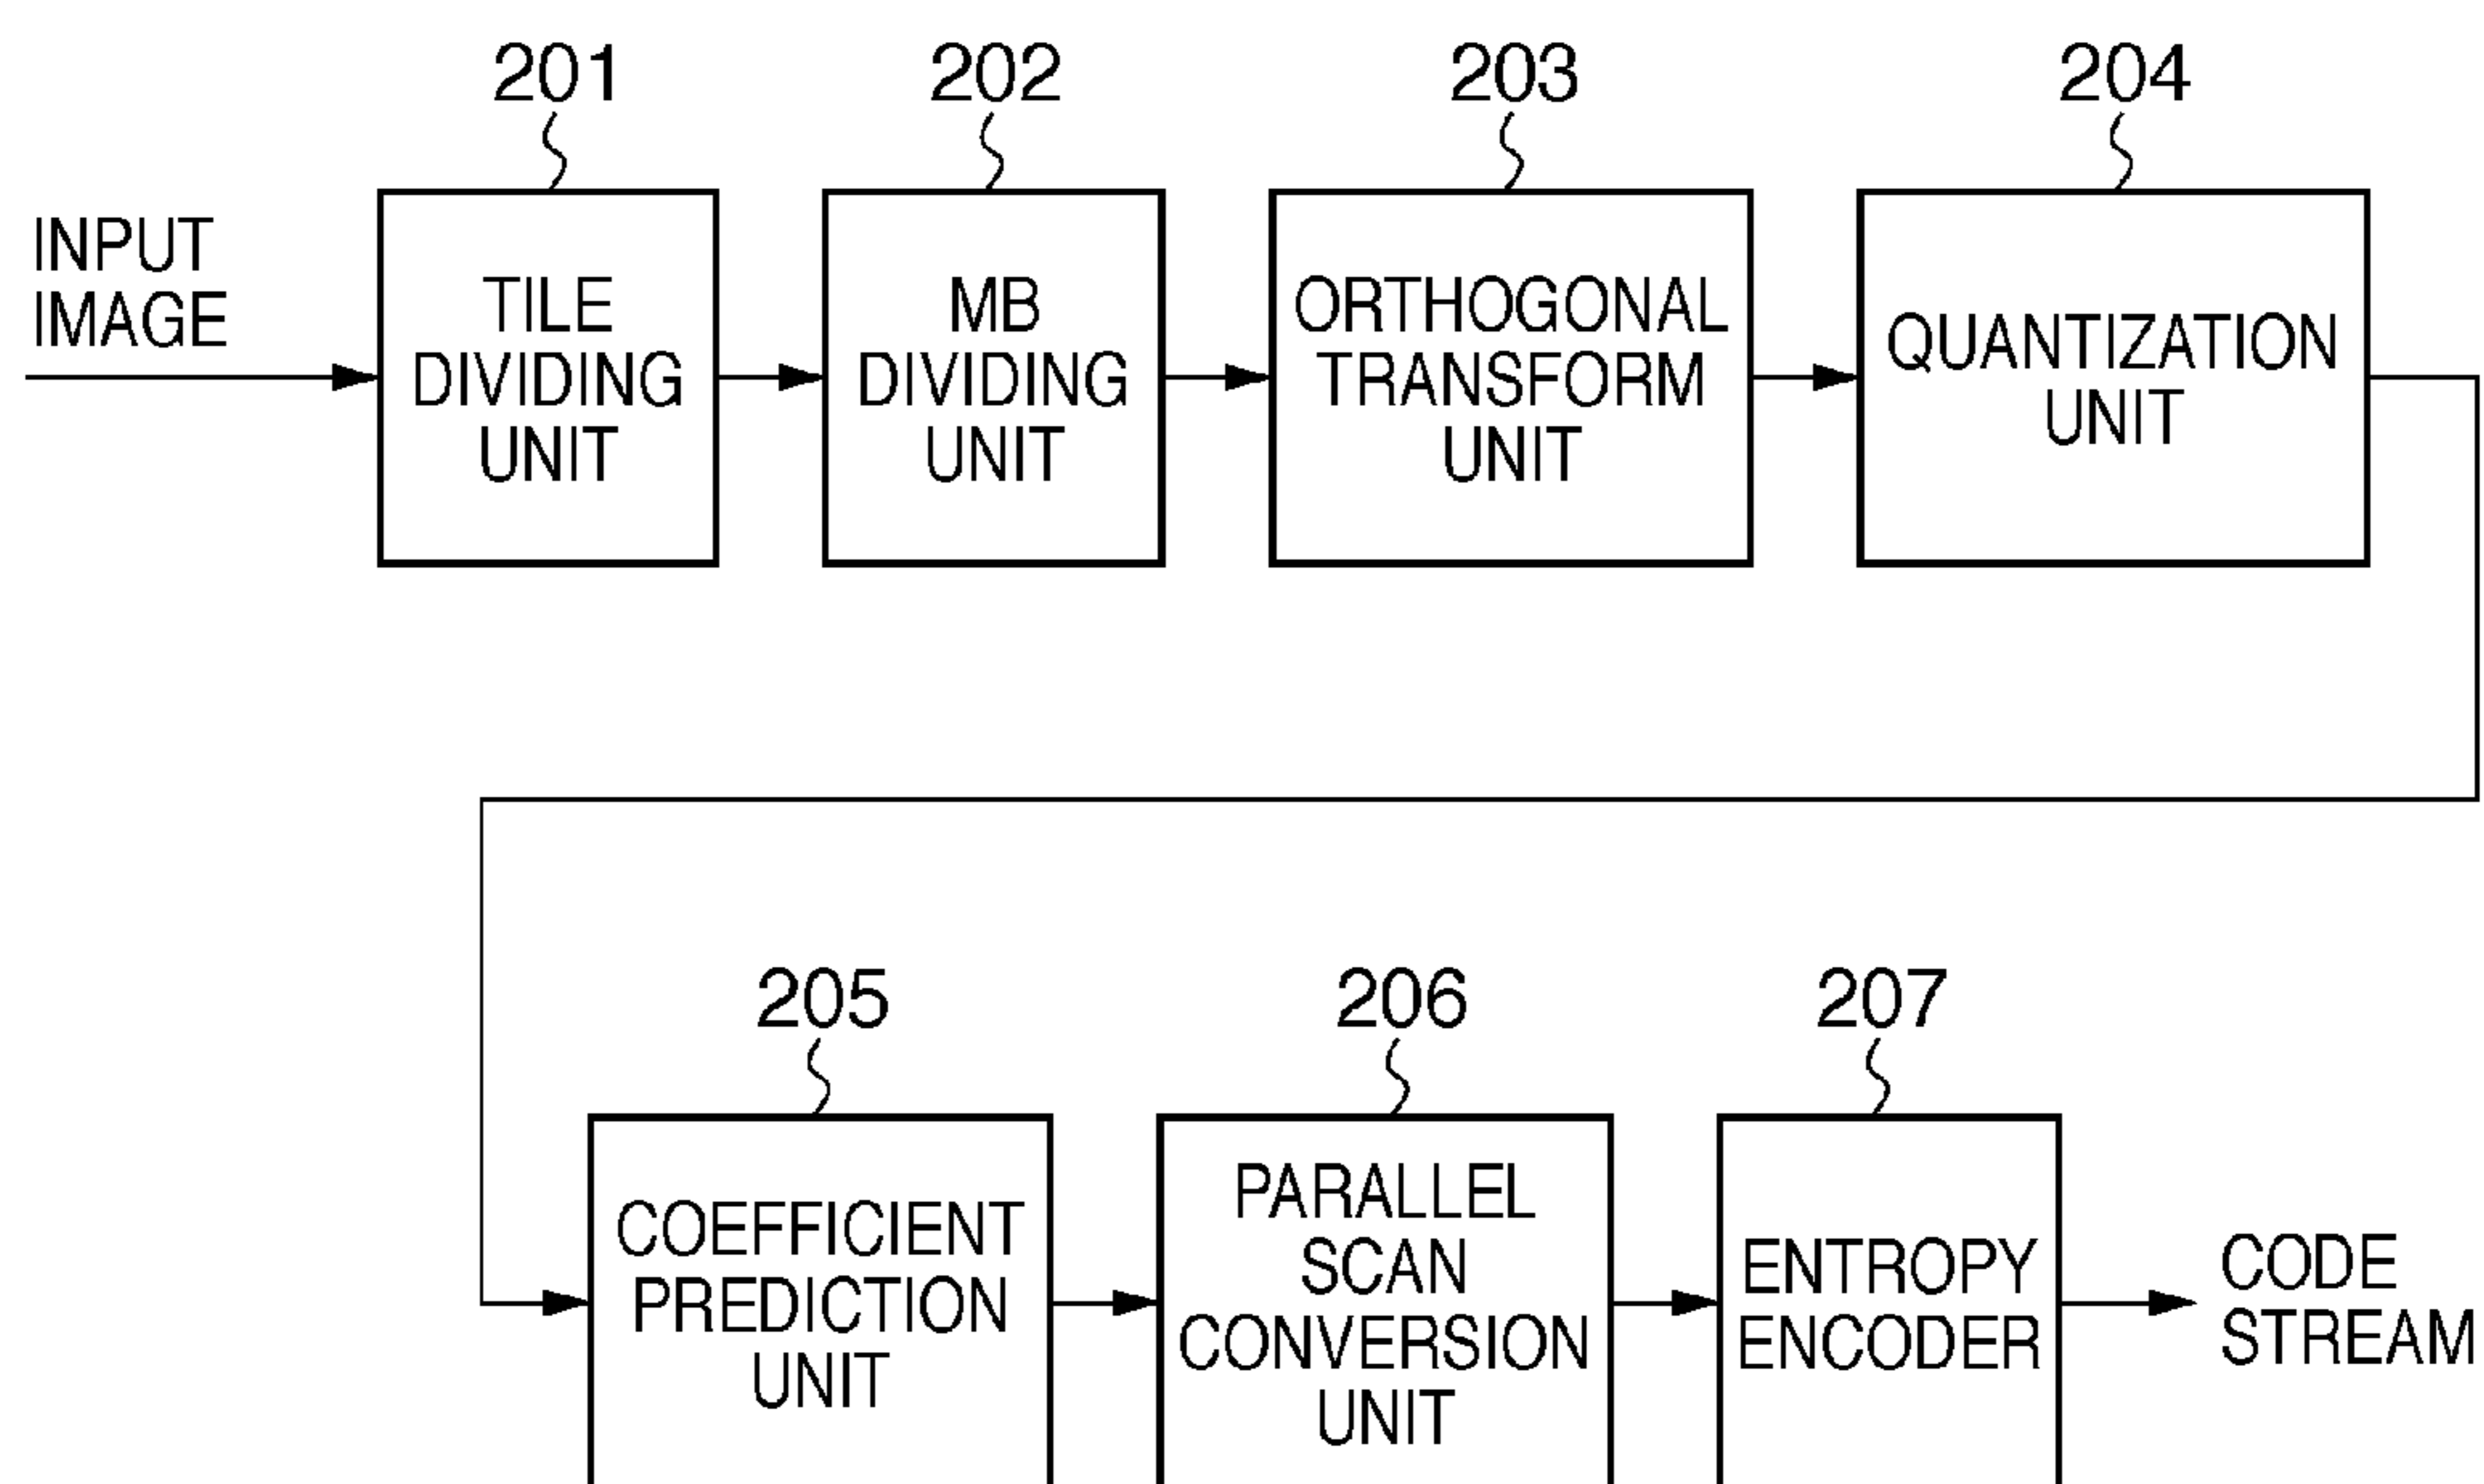 201
202
203
204
INPUT
IMAGE
TILE
DIVIDING
UNIT
MB
DIVIDING
UNIT
ORTHOGONAL
TRANSFORM
UNIT
QUANTIZATION
UNIT
205
206
207
COEFFICIENT
PREDICTION
UNIT
PARALLEL
SCAN
CONVERSION
UNIT
ENTROPY
ENCODER
CODE
STREAM